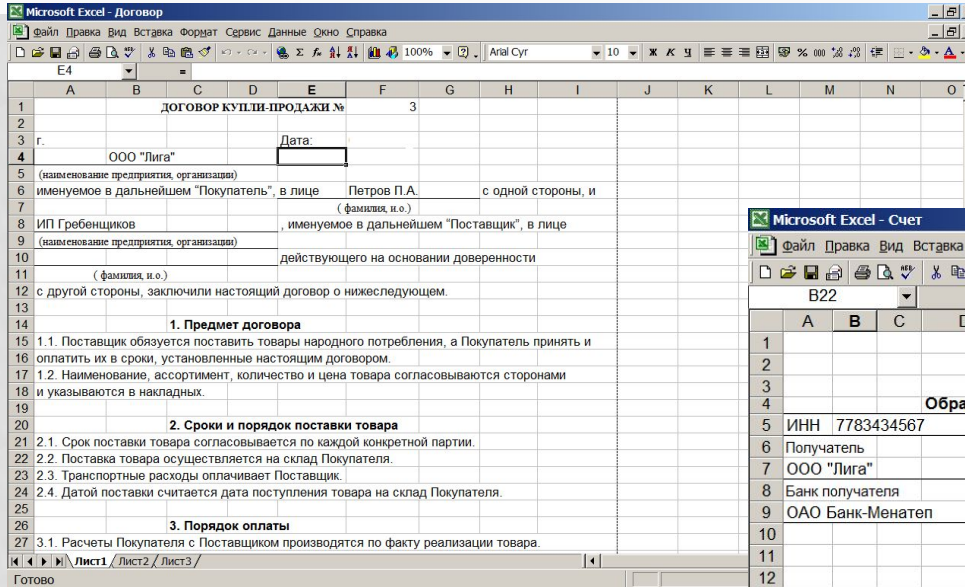 Microsoft Excel - Договор
Файл Правка Вид Вставка Формат Сервис Данные Окно Справка
100% Arial Cyr 10 Ж К Ч
E4 =
A B C D E F G H I J K L M N O
1 ДОГОВОР КУПЛИ-ПРОДАЖИ № 3
2
3 г. Дата:
4 ООО "Лига"
5 (наименование предприятия, организации)
6 именуемое в дальнейшем "Покупатель", в лице Петров П.А. с одной стороны, и
7 ( фамилия, и.о.)
8 ИП Гребенщиков , именуемое в дальнейшем "Поставщик", в лице
9 (наименование предприятия, организации)
10 действующего на основании доверенности
11 ( фамилия, и.о.)
12 с другой стороны, заключили настоящий договор о нижеследующем.
13
14 1. Предмет договора
15 1.1. Поставщик обязуется поставить товары народного потребления, а Покупатель принять и
16 оплатить их в сроки, установленные настоящим договором.
17 1.2. Наименование, ассортимент, количество и цена товара согласовываются сторонами
18 и указываются в накладных.
19
20 2. Сроки и порядок поставки товара
21 2.1. Срок поставки товара согласовывается по каждой конкретной партии.
22 2.2. Поставка товара осуществляется на склад Покупателя.
23 2.3. Транспортные расходы оплачивает Поставщик.
24 2.4. Датой поставки считается дата поступления товара на склад Покупателя.
25
26 3. Порядок оплаты
27 3.1. Расчеты Покупателя с Поставщиком производятся по факту реализации товара.
Лист1 Лист2 Лист3
Готово
Microsoft Excel - Счет
Файл Правка Вид Вставка
B22
A B C
1
2
3
4 Обра
5 ИНН 7783434567
6 Получатель
7 ООО "Лига"
8 Банк получателя
9 ОАО Банк-Менатеп
10
11
12